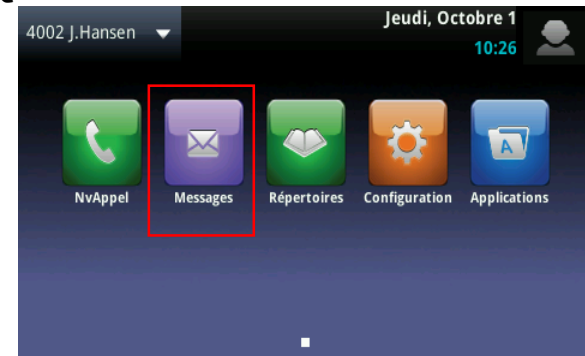 4002 J.Hansen
Jeudi, Octobre 1
10:26
NvAppel Messages Répertoires Configuration Applications
A